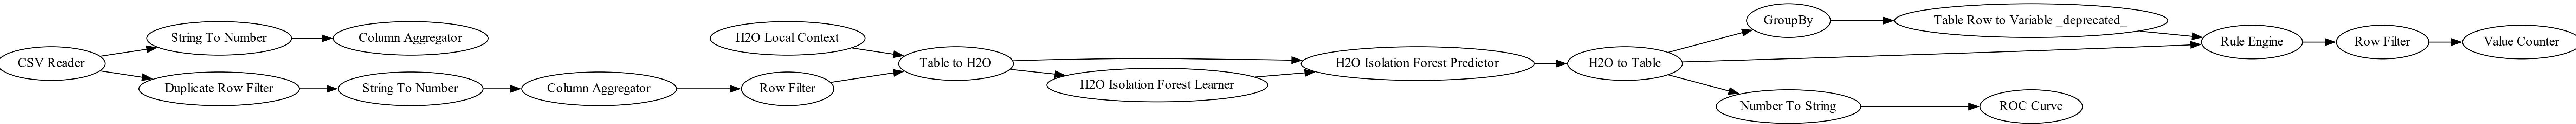 CSV Reader
String To Number
Column Aggregator
Duplicate Row Filter
String To Number
Column Aggregator
H2O Local Context
Row Filter
Table to H2O
H2O Isolation Forest Learner
H2O Isolation Forest Predictor
H2O to Table
GroupBy
Table Row to Variable _deprecated_
Number To String
ROC Curve
Rule Engine
Row Filter
Value Counter